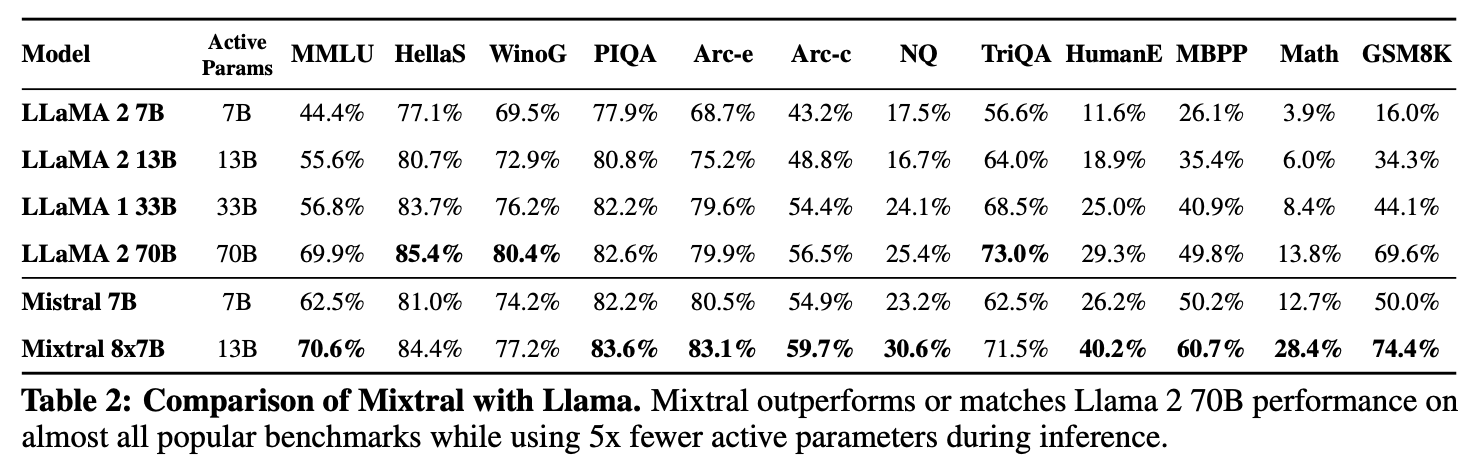 Model Active Params MMLU HellaS WinoG PIQA Arc-e Arc-c NQ TriQA HumanE MBPP Math GSM8K
LLaMA 2 7B 7B 44.4% 77.1% 69.5% 77.9% 68.7% 43.2% 17.5% 56.6% 11.6% 26.1% 3.9% 16.0%
LLaMA 2 13B 13B 55.6% 80.7% 72.9% 80.8% 75.2% 48.8% 16.7% 64.0% 18.9% 35.4% 6.0% 34.3%
LLaMA 1 33B 33B 56.8% 83.7% 76.2% 82.2% 79.6% 54.4% 24.1% 68.5% 25.0% 40.9% 8.4% 44.1%
LLaMA 2 70B 70B 69.9% 85.4% 80.4% 82.6% 79.9% 56.5% 25.4% 73.0% 29.3% 49.8% 13.8% 69.6%
Mistral 7B 7B 62.5% 81.0% 74.2% 82.2% 80.5% 54.9% 23.2% 62.5% 26.2% 50.2% 12.7% 50.0%
Mixtral 8x7B 13B 70.6% 84.4% 77.2% 83.6% 83.1% 59.7% 30.6% 71.5% 40.2% 60.7% 28.4% 74.4%
Table 2: Comparison of Mixtral with Llama. Mixtral outperforms or matches Llama 2 70B performance on
almost all popular benchmarks while using 5x fewer active parameters during inference.